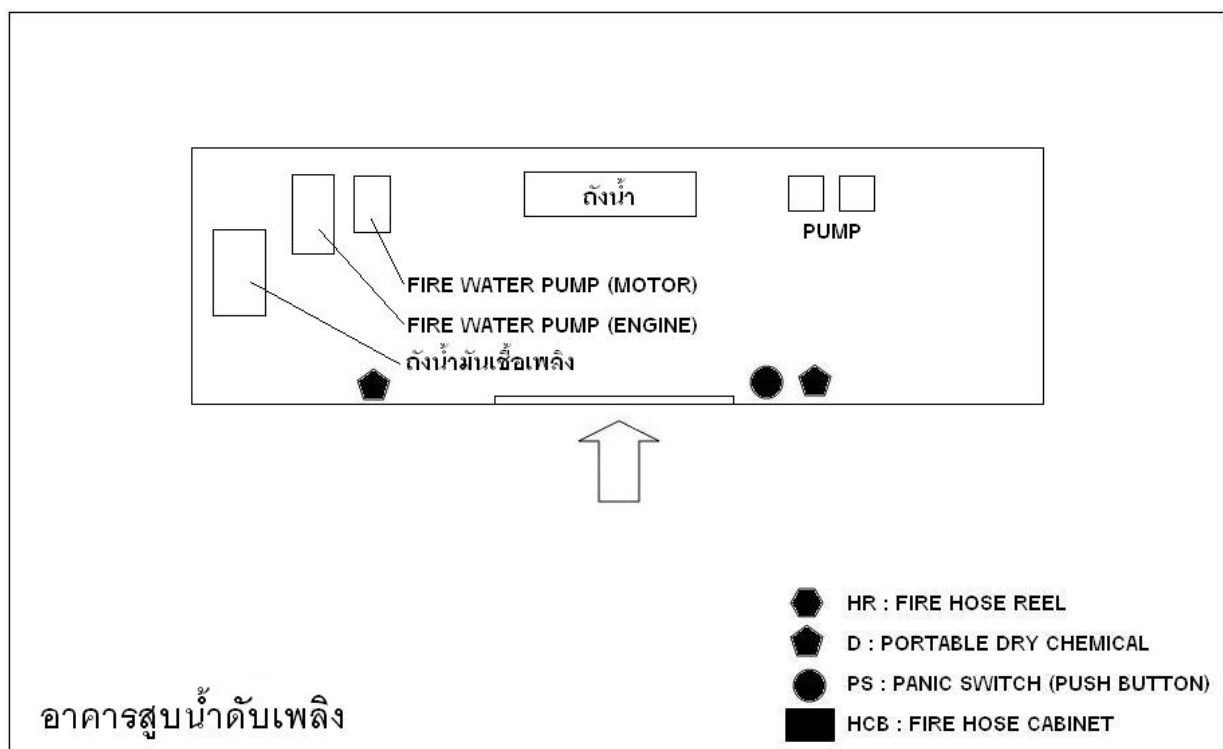 ถังน้ำ
PUMP
FIRE WATER PUMP (MOTOR)
FIRE WATER PUMP (ENGINE)
ถังน้ำมันเชื้อเพลิง
HR : FIRE HOSE REEL
D : PORTABLE DRY CHEMICAL
PS : PANIC SWITCH (PUSH BUTTON)
HCB : FIRE HOSE CABINET
อาคารสูบน้ำดับเพลิง